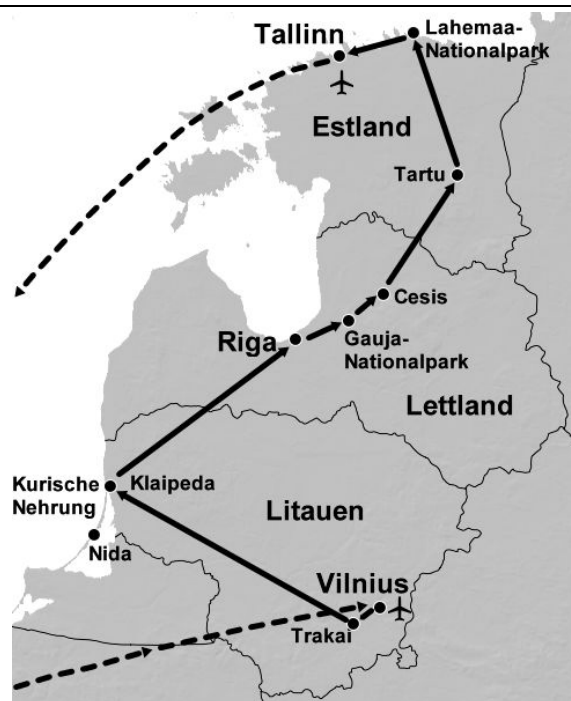 Tallinn
Lahemaa-
Nationalpark
Estland
Tartu
Cesis
Riga
Gauja-
Nationalpark
Lettland
Kurische
Nehrung
Klaipeda
Litauen
Nida
Vilnius
Trakai